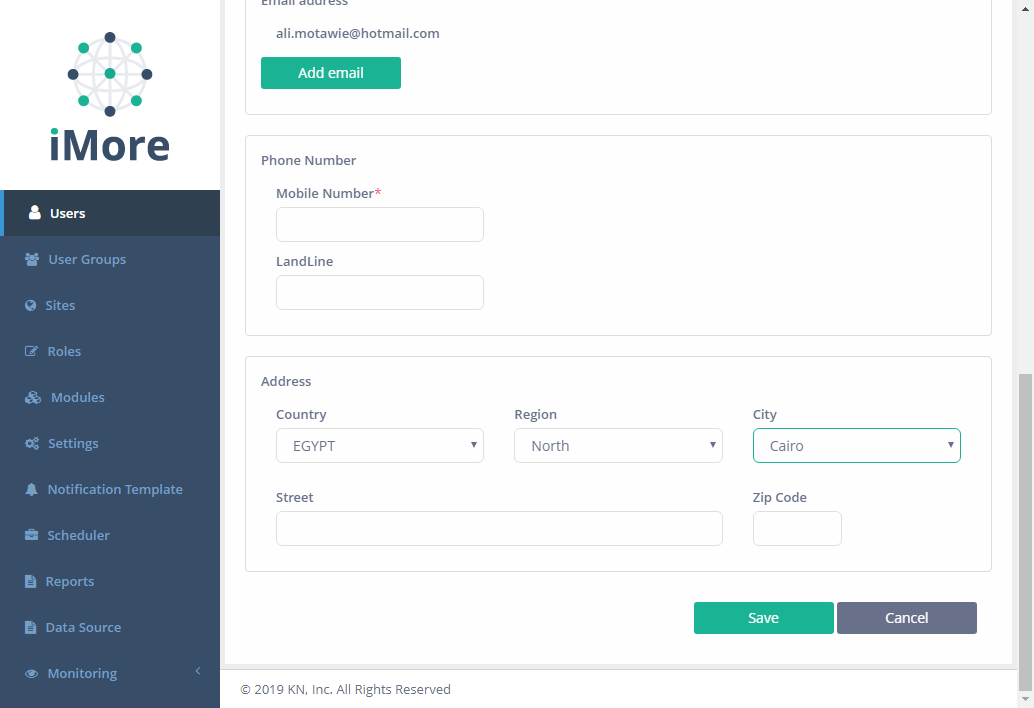 Email address
ali.motawie@hotmail.com
Add email
iMore
Users
User Groups
Sites
Roles
Modules
Settings
Notification Template
Scheduler
Reports
Data Source
Monitoring
Phone Number
Mobile Number*
LandLine
Address
Country
Region
City
EGYPT
North
Cairo
Street
Zip Code
Save
Cancel
© 2019 KN, Inc. All Rights Reserved